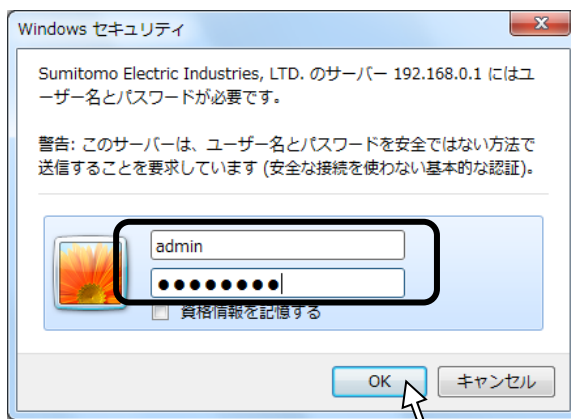 Windows セキュリティ
Sumitomo Electric Industries, LTD. のサーバー 192.168.0.1 にはユ
ーザー名とパスワードが必要です。
警告: このサーバーは、ユーザー名とパスワードを安全ではない方法で
送信することを要求しています (安全な接続を使わない基本的な認証)。
admin
●●●●●●●●
資格情報を記憶する
OK
キャンセル